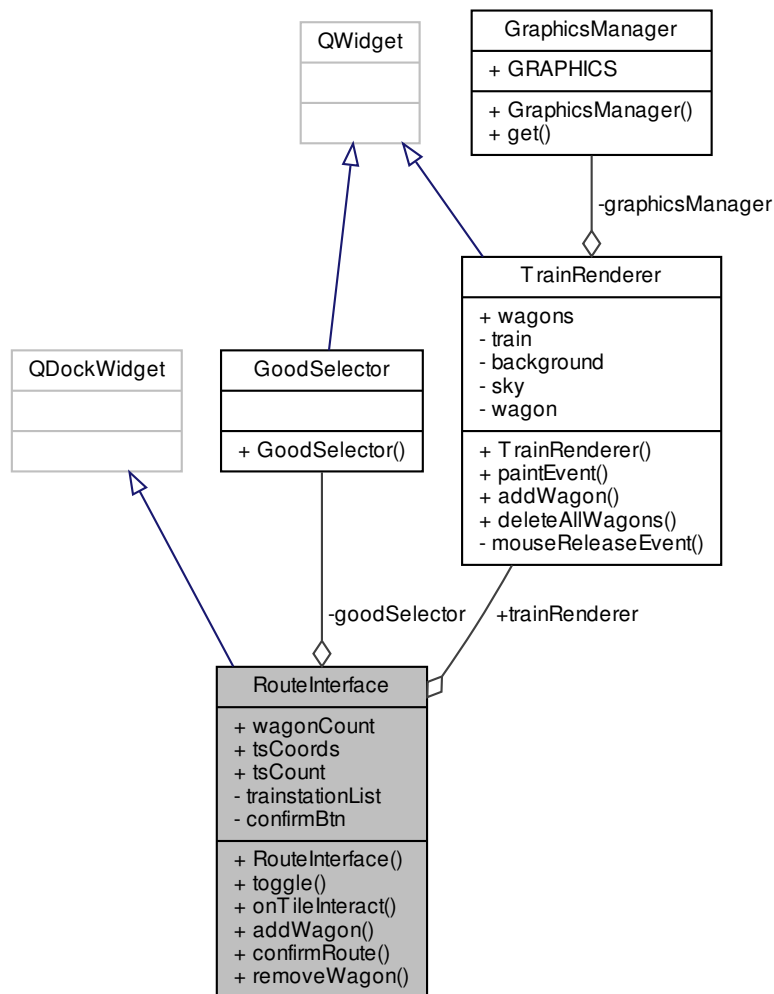 QWidget
GraphicsManager
+ GRAPHICS
+ GraphicsManager()
+ get()
-graphicsManager
TrainRenderer
+ wagons
- train
- background
- sky
- wagon
+ TrainRenderer()
+ paintEvent()
+ addWagon()
+ deleteAllWagons()
- mouseReleaseEvent()
QDockWidget
GoodSelector
+ GoodSelector()
-goodSelector
+trainRenderer
RouteInterface
+ wagonCount
+ tsCoords
+ tsCount
- trainstationList
- confirmBtn
+ RouteInterface()
+ toggle()
+ onTileInteract()
+ addWagon()
+ confirmRoute()
+ removeWagon()